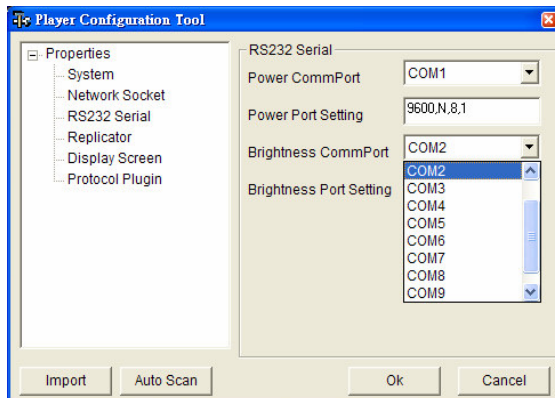 Player Configuration Tool
Properties
System
Network Socket
RS232 Serial
Replicator
Display Screen
Protocol Plugin
RS232 Serial
Power CommPort
COM1
Power Port Setting
9600,N,8,1
Brightness CommPort
COM2
Brightness Port Setting
COM2
COM3
COM4
COM5
COM6
COM7
COM8
COM9
Import
Auto Scan
Ok
Cancel